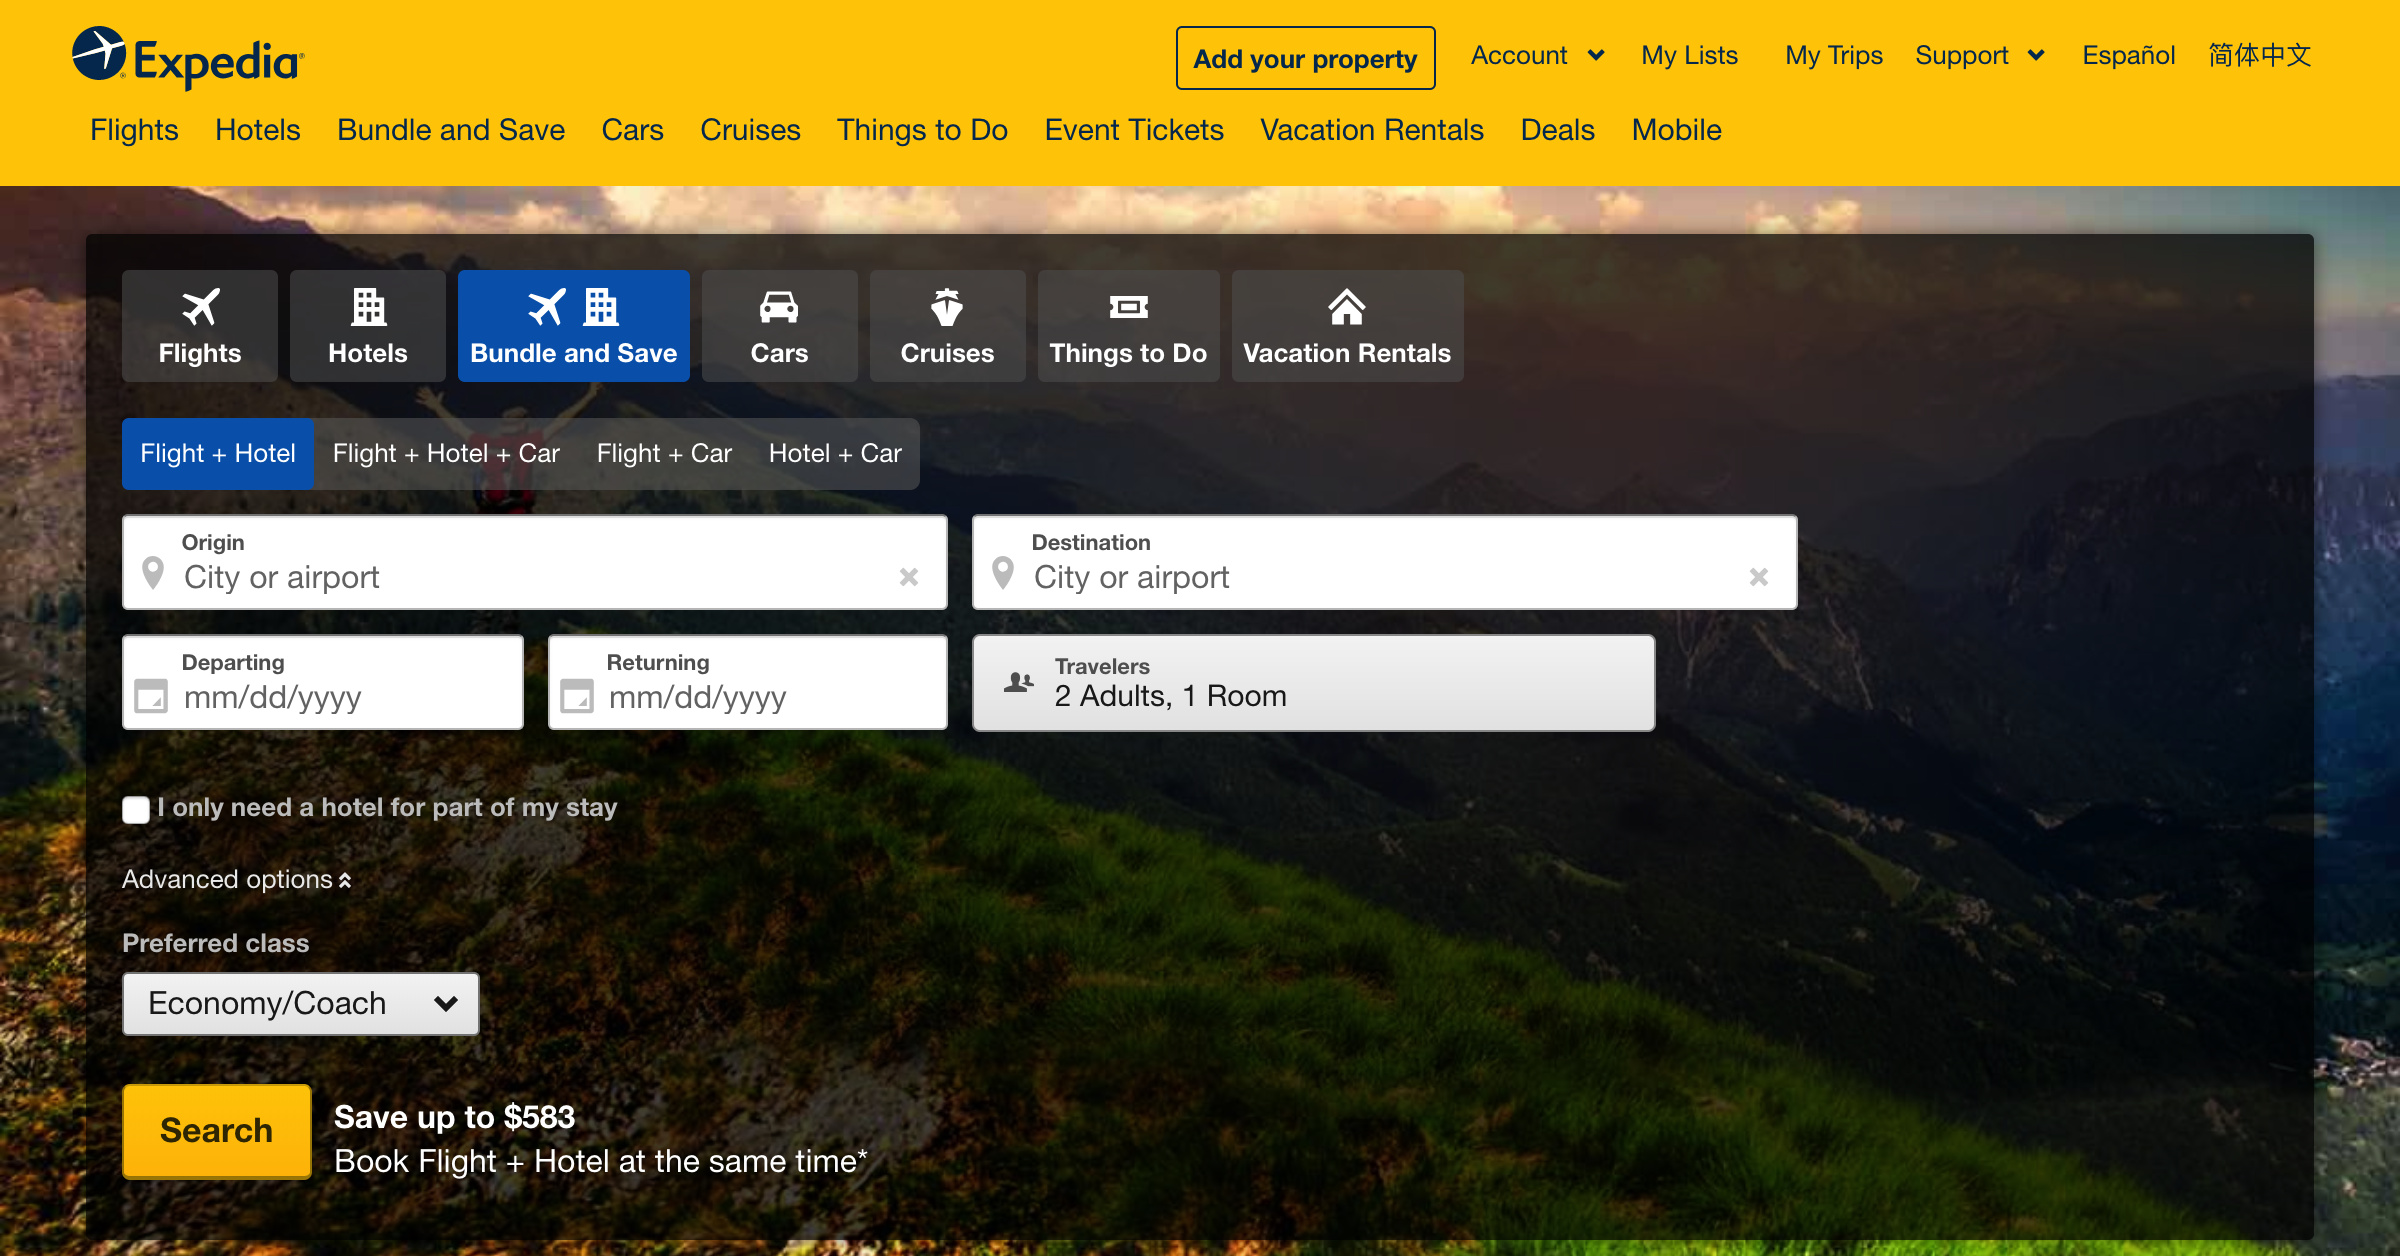 Expedia
Add your property
Account
My Lists
My Trips
Support
Español
简体中文
Flights
Hotels
Bundle and Save
Cars
Cruises
Things to Do
Event Tickets
Vacation Rentals
Deals
Mobile
Flights
Hotels
Bundle and Save
Cars
Cruises
Things to Do
Vacation Rentals
Flight + Hotel
Flight + Hotel + Car
Flight + Car
Hotel + Car
Origin
City or airport
Destination
City or airport
Departing
mm/dd/yyyy
Returning
mm/dd/yyyy
Travelers
2 Adults, 1 Room
I only need a hotel for part of my stay
Advanced options
Preferred class
Economy/Coach
Search
Save up to $583
Book Flight + Hotel at the same time*